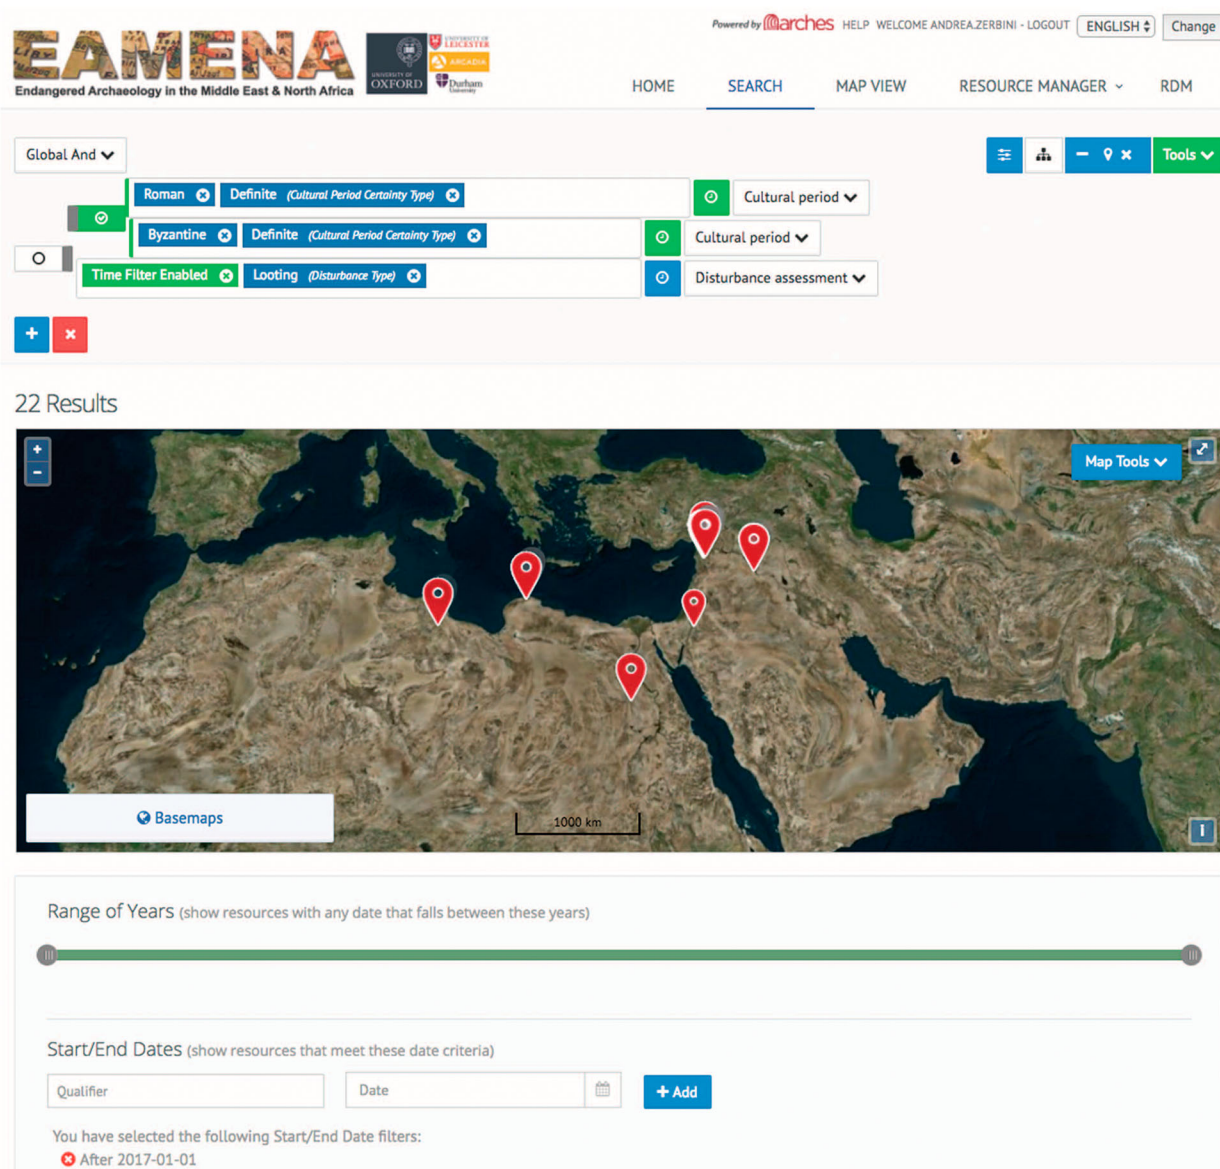 Powered by arches HELP WELCOME ANDREA.ZERBINI - LOGOUT ENGLISH Change
EAMENA
Endangered Archaeology in the Middle East & North Africa
UNIVERSITY OF OXFORD
UNIVERSITY OF LEICESTER
ARCADIA
Durham University
HOME SEARCH MAP VIEW RESOURCE MANAGER RDM
Global And
Tools
Roman Definite (Cultural Period Certainty Type) Cultural period
Byzantine Definite (Cultural Period Certainty Type) Cultural period
Time Filter Enabled Looting (Disturbance Type) Disturbance assessment
22 Results
Map Tools
Basemaps
1000 km
i
Range of Years (show resources with any date that falls between these years)
Start/End Dates (show resources that meet these date criteria)
Qualifier Date + Add
You have selected the following Start/End Date filters:
After 2017-01-01